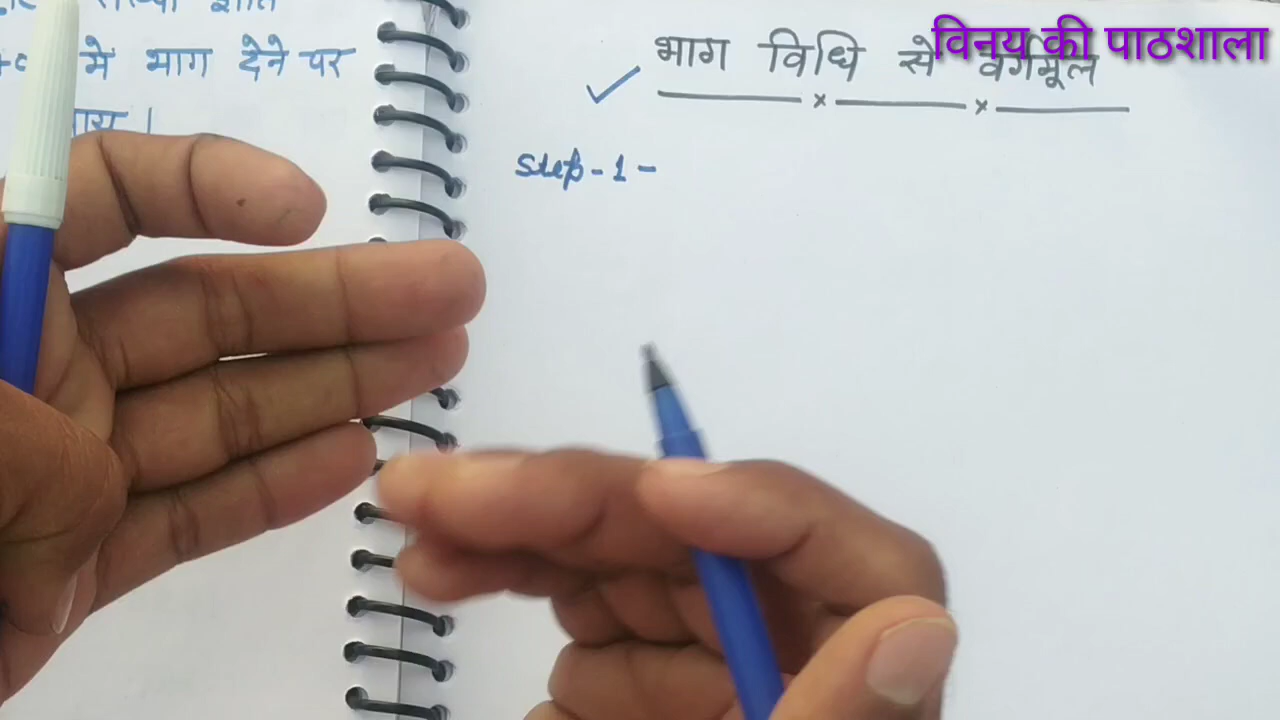 में भाग देने पर
भाग विधि से वर्गमूल
विनय की पाठशाला
Step-1-